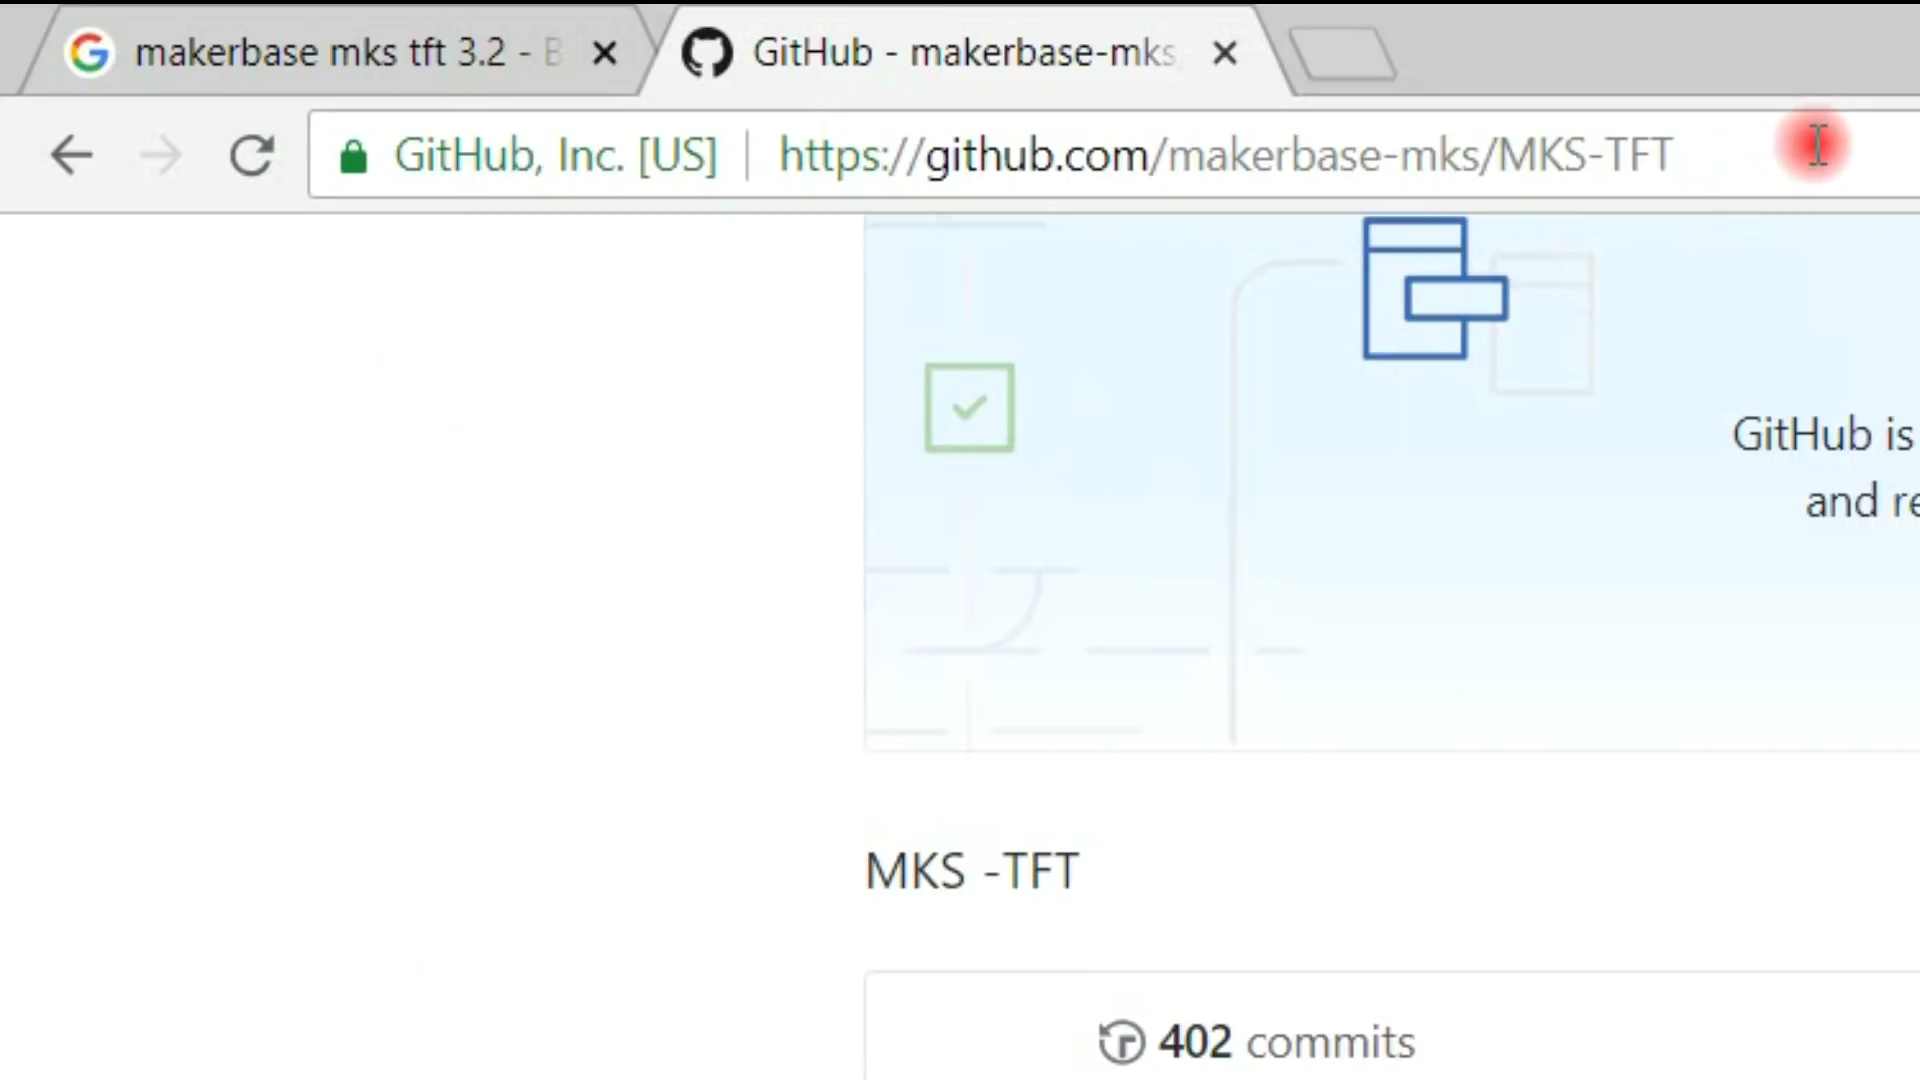 makerbase mks tft 3.2 - B
GitHub - makerbase-mks
GitHub, Inc. [US] https://github.com/makerbase-mks/MKS-TFT
GitHub is
and re
MKS -TFT
402 commits